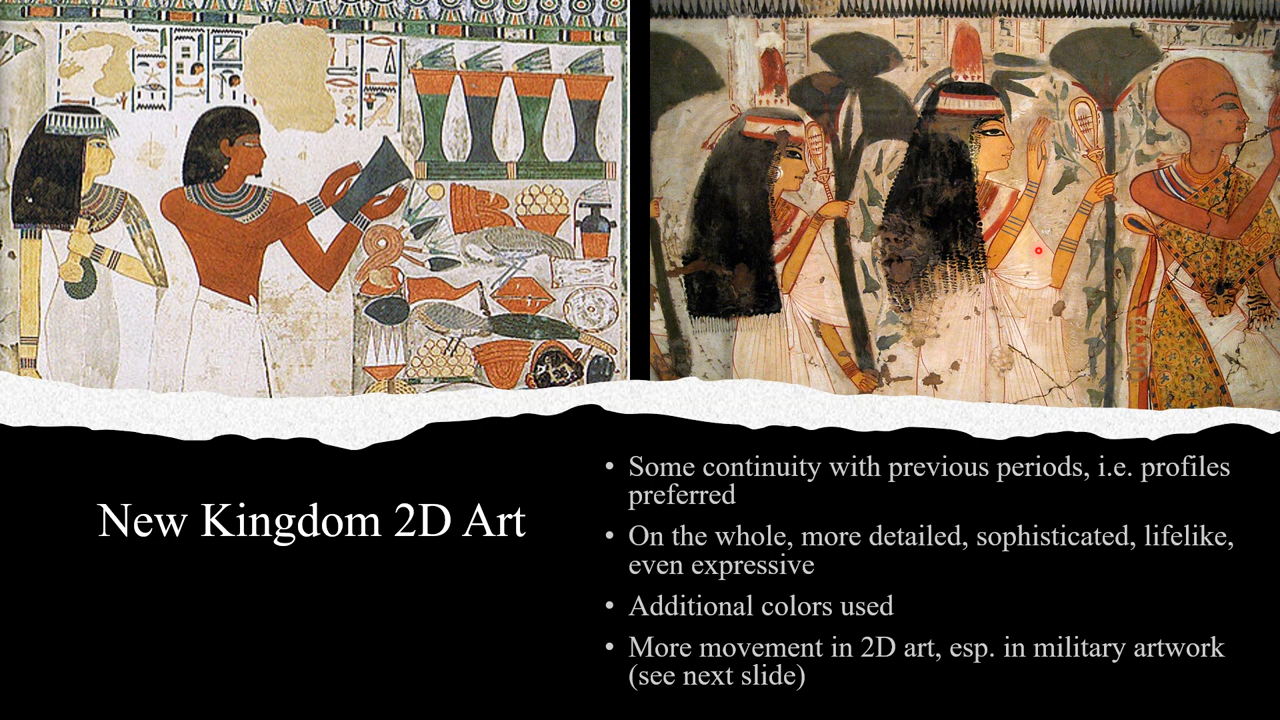 New Kingdom 2D Art
• Some continuity with previous periods, i.e. profiles
preferred
• On the whole, more detailed, sophisticated, lifelike,
even expressive
• Additional colors used
• More movement in 2D art, esp. in military artwork
(see next slide)